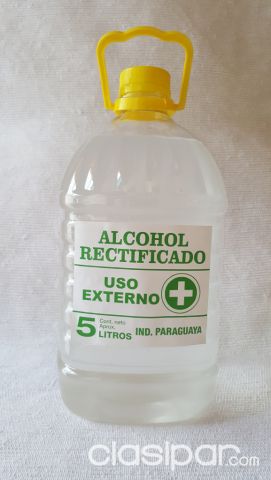 ALCOHOL
RECTIFICADO
USO
EXTERNO
5 Cont. neto
Aprox.
LITROS IND. PARAGUAYA
clasipar.com